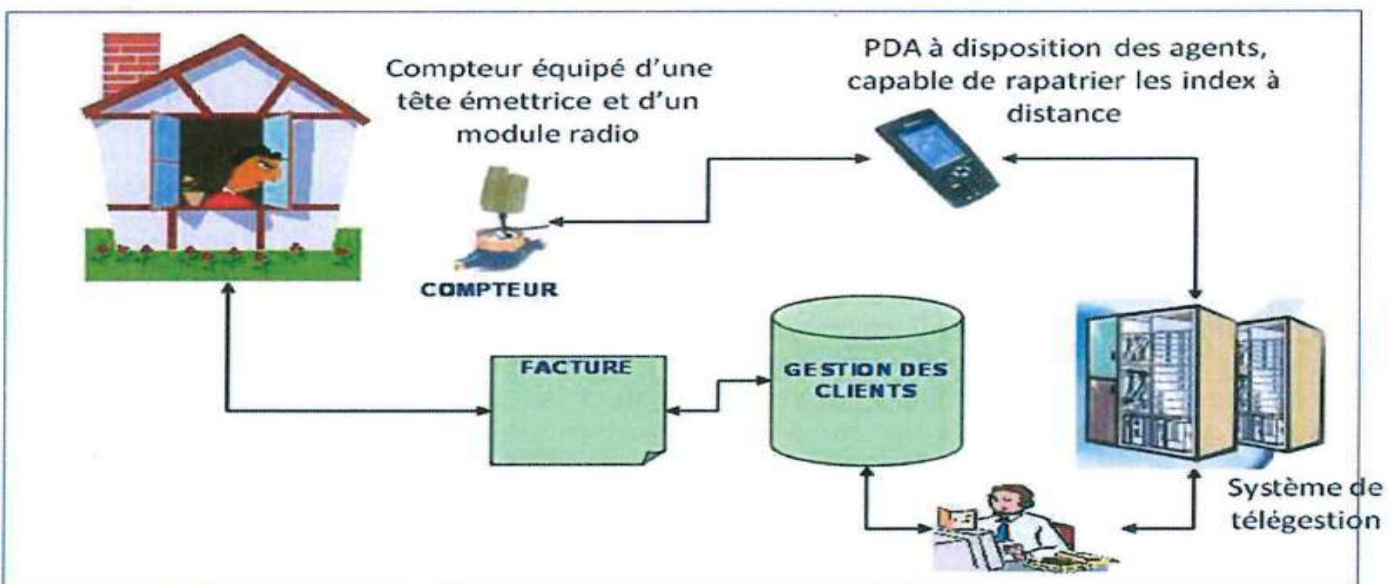 Compteur équipé d'une
tête émettrice et d'un
module radio
PDA à disposition des agents,
capable de rapatrier les index à
distance
COMPTEUR
FACTURE
GESTION DES
CLIENTS
Système de
télégestion